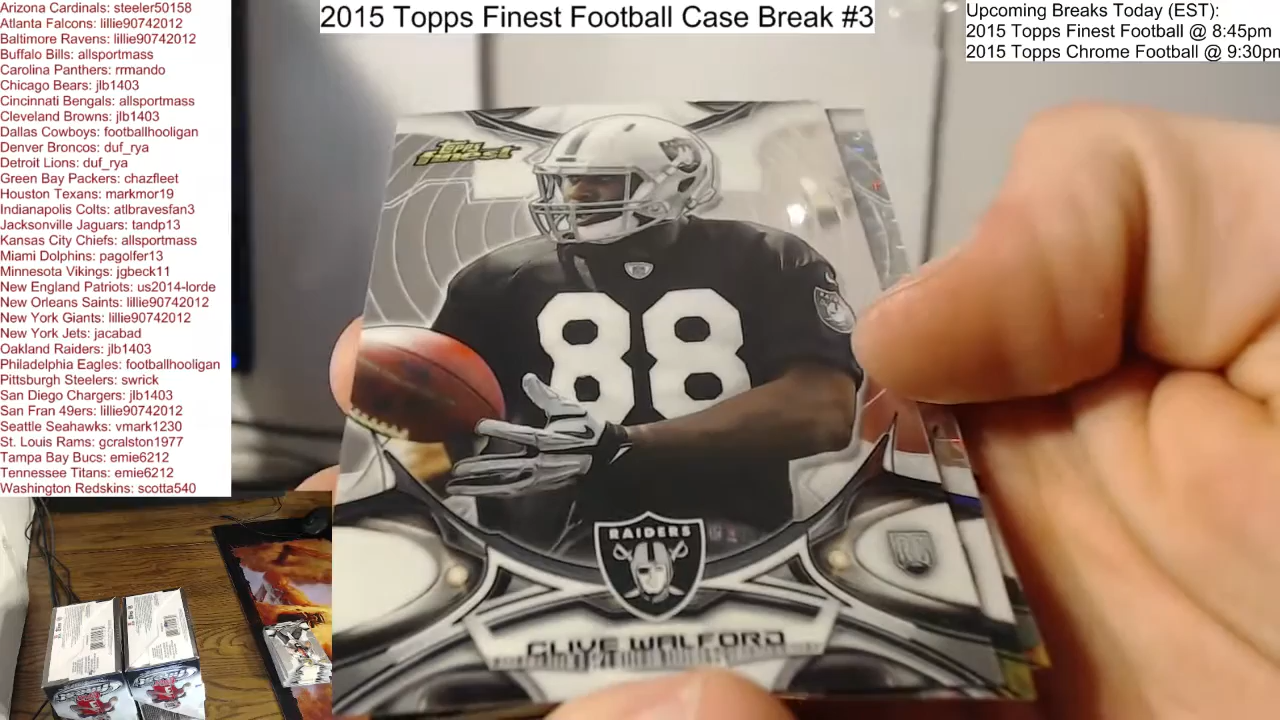 Arizona Cardinals: steeler50158
Atlanta Falcons: lillie90742012
Baltimore Ravens: lillie90742012
Buffalo Bills: allsportmass
Carolina Panthers: rrmando
Chicago Bears: jlb1403
Cincinnati Bengals: allsportmass
Cleveland Browns: jlb1403
Dallas Cowboys: footballhooligan
Denver Broncos: duf_rya
Detroit Lions: duf_rya
Green Bay Packers: chazfleet
Houston Texans: markmor19
Indianapolis Colts: atlbravesfan3
Jacksonville Jaguars: tandp13
Kansas City Chiefs: allsportmass
Miami Dolphins: pagolfer13
Minnesota Vikings: jgbeck11
New England Patriots: us2014-lorde
New Orleans Saints: lillie90742012
New York Giants: lillie90742012
New York Jets: jacabad
Oakland Raiders: jlb1403
Philadelphia Eagles: footballhooligan
Pittsburgh Steelers: swrick
San Diego Chargers: jlb1403
San Fran 49ers: lillie90742012
Seattle Seahawks: vmark1230
St. Louis Rams: gcralston1977
Tampa Bay Bucs: emie6212
Tennessee Titans: emie6212
Washington Redskins: scotta540
2015 Topps Finest Football Case Break #3
Upcoming Breaks Today (EST):
2015 Topps Finest Football @ 8:45pm
2015 Topps Chrome Football @ 9:30pm
Topps
finest
88
RAIDERS
RC
CLIVE WALFORD